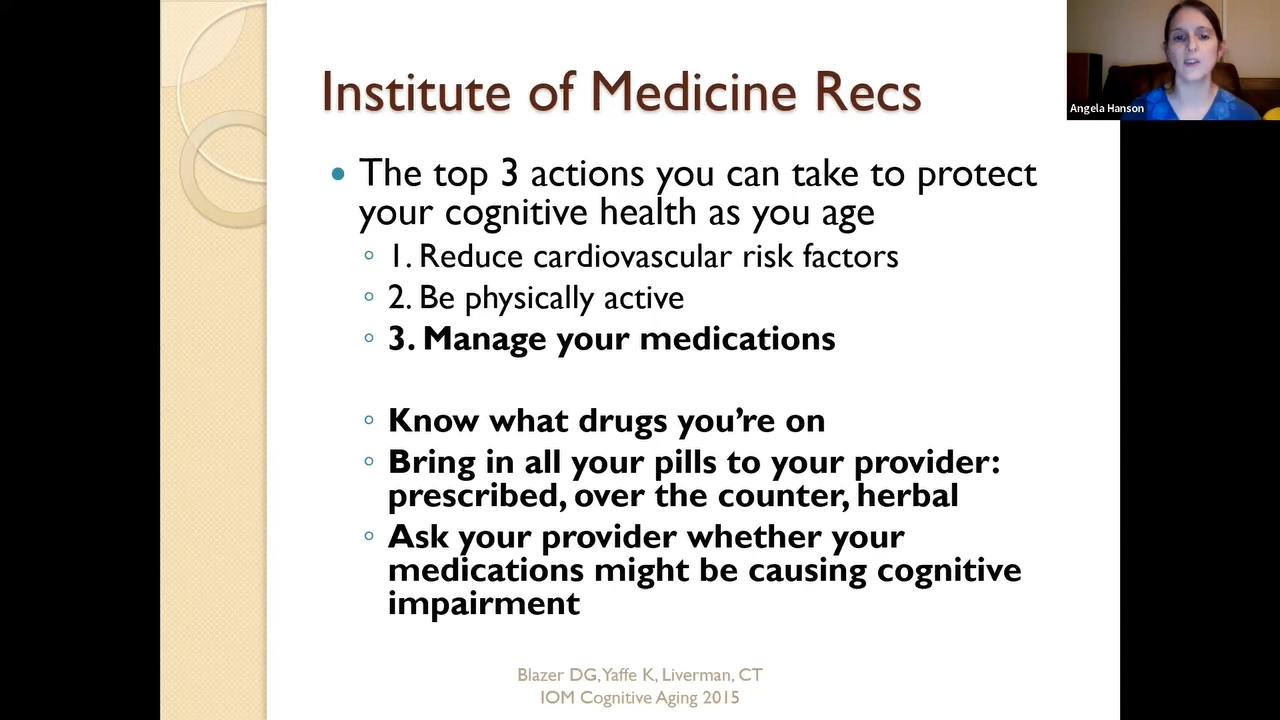 Institute of Medicine Recs
Angela Hanson
The top 3 actions you can take to protect
your cognitive health as you age
1. Reduce cardiovascular risk factors
2. Be physically active
3. Manage your medications
Know what drugs you're on
Bring in all your pills to your provider:
prescribed, over the counter, herbal
Ask your provider whether your
medications might be causing cognitive
impairment
Blazer DG, Yaffe K, Liverman, CT
IOM Cognitive Aging 2015